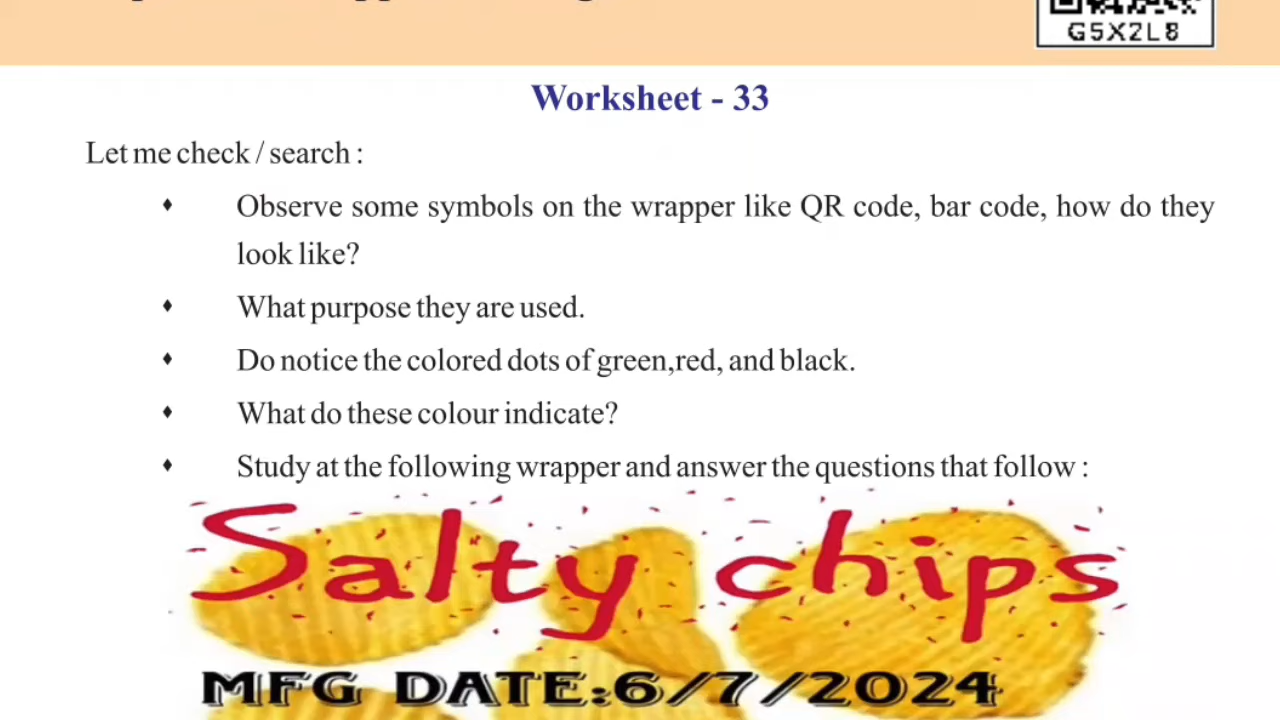 G5X2L8
Worksheet - 33
Let me check / search :
♦ Observe some symbols on the wrapper like QR code, bar code, how do they
look like?
♦ What purpose they are used.
♦ Do notice the colored dots of green,red, and black.
♦ What do these colour indicate?
♦ Study at the following wrapper and answer the questions that follow :
Salty chips
MFG DATE:6/7/2024